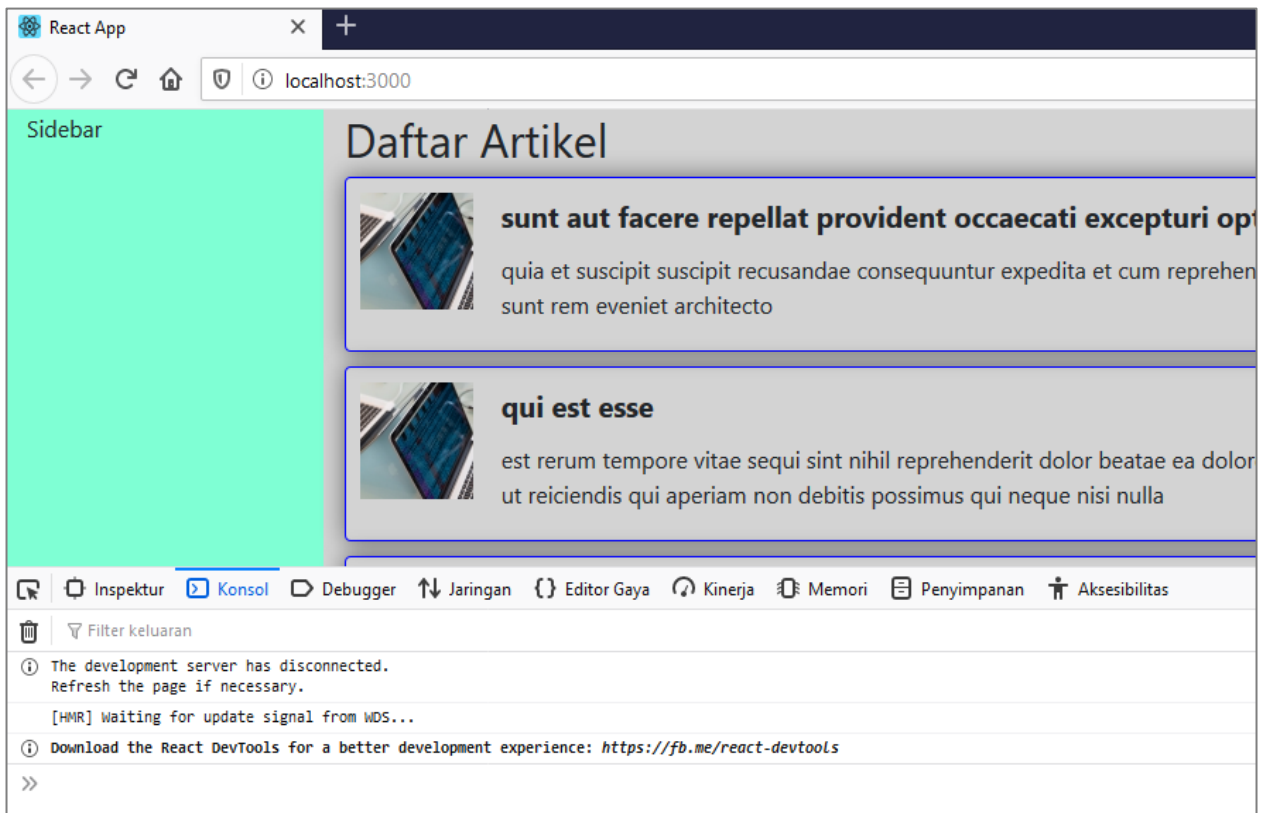 React App
localhost:3000
Sidebar
Daftar Artikel
sunt aut facere repellat provident occaecati excepturi
quia et suscipit suscipit recusandae consequuntur expedita et cum
sunt rem eveniet architecto
qui est esse
est rerum tempore vitae sequi sint nihil reprehenderit dolor beatae ea
ut reiciendis qui aperiam non debitis possimus qui neque nisi nulla
Inspektur Konsol Debugger Jaringan {} Editor Gaya Kinerja Memori Penyimpanan Aksesibilitas
Filter keluaran
The development server has disconnected.
Refresh the page if necessary.
[HMR] Waiting for update signal from WDS...
Download the React DevTools for a better development experience: https://fb.me/react-devtools
»